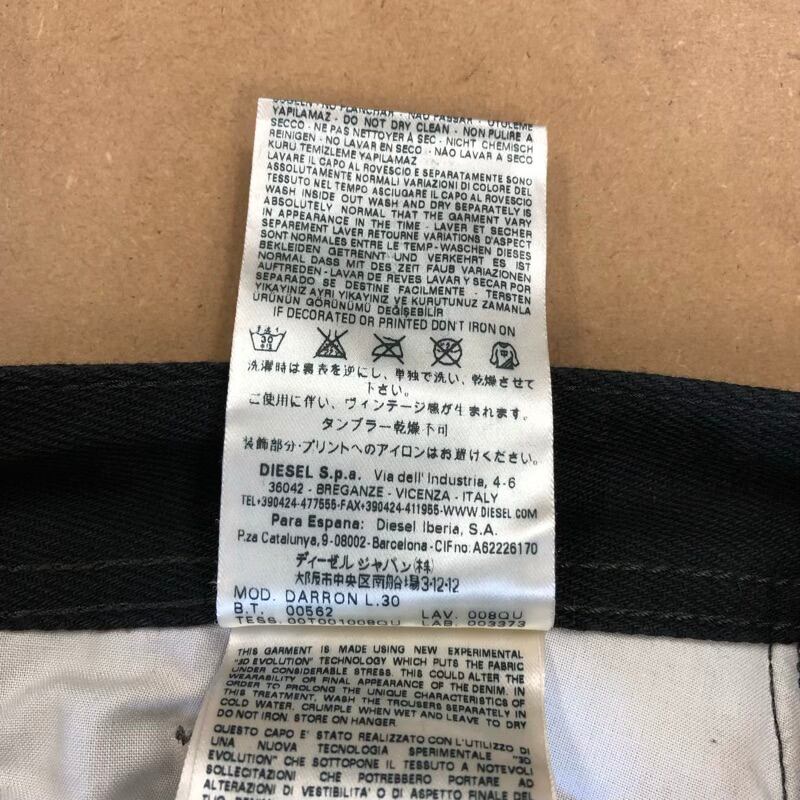 NO PLANCHAR - NÃO PASSAR - ÜTÜLEME
YAPILAMAZ - DO NOT DRY CLEAN - NON PULIRE A
SECCO - NE PAS NETTOYER À SEC - NICHT CHEMISCH
REINIGEN - NO LAVAR EN SECO - NÃO LAVAR A SECO
KURU TEMIZLEME YAPILAMAZ
LAVARE IL CAPO AL ROVESCIO E SEPARATAMENTE SONO
ASSOLUTAMENTE NORMALI VARIAZIONI DI COLORE DEL
TESSUTO NEL TEMPO ASCIUGARE IL CAPO AL ROVESCIO
WASH INSIDE OUT WASH AND DRY SEPARATELY IS
ABSOLUTELY NORMAL THAT THE GARMENT VARY
IN APPEARANCE IN THE TIME - LAVER ET SECHER
SEPAREMENT LAVER RETOURNE VARIATIONS D'ASPECT
SONT NORMALES ENTRE LE TEMP - WASCHEN DIESES
BEKLEIDEN GETRENNT UND VERKEHRT ES IST
NORMAL DASS MIT DES ZEIT FAUB VARIAZIONEN
AUFTREDEN - LAVAR DE REVES LAVAR Y SECAR POR
SEPARADO SE DESTINE FACILMENTE - TERSTEN
YIKAYINIZ AYRI YIKAYINIZ VE KURUTUNUZ ZAMANLA
ÜRÜNÜN GÖRÜNÜMÜ DEĞİŞEBİLİR
IF DECORATED OR PRINTED DON'T IRON ON
30
洗濯時は裏表を逆にし、単独で洗い、乾燥させて
下さい。
ご使用に伴い、ヴィンテージ感が生まれます。
タンブラー乾燥不可
装飾部分・プリントへのアイロンはお避けください。
DIESEL S.p.a. Via dell' Industria, 4-6
36042 - BREGANZE - VICENZA - ITALY
TEL+390424-477555-FAX+390424-411955-WWW.DIESEL.COM
Para Espana: Diesel Iberia, S.A.
P.za Catalunya, 9-08002-Barcelona - CIFno.A62226170
ディーゼルジャパン(株)
大阪市中央区南船場3-12-12
MOD. DARRON L.30
B.T. 00562 LAV. 008QU
TESS. 00T001008QU LAB. 003373
THIS GARMENT IS MADE USING NEW EXPERIMENTAL
"3D EVOLUTION" TECHNOLOGY WHICH PUTS THE FABRIC
UNDER CONSIDERABLE STRESS. THIS COULD ALTER THE
WEARABILITY OR FINAL APPEARANCE OF THE DENIM. IN
ORDER TO PROLONG THE UNIQUE CHARACTERISTICS OF
THIS TREATMENT, WASH THE TROUSERS SEPARATELY IN
COLD WATER. CRUMPLE WHEN WET AND LEAVE TO DRY
DO NOT IRON. STORE ON HANGER.
QUESTO CAPO E' STATO REALIZZATO CON L'UTILIZZO DI
UNA NUOVA TECNOLOGIA SPERIMENTALE "3D
EVOLUTION" CHE SOTTOPONE IL TESSUTO A NOTEVOLI
SOLLECITAZIONI CHE POTREBBERO PORTARE AD
ALTERAZIONI DI VESTIBILITA' O DI ASPETTO FINALE DEL